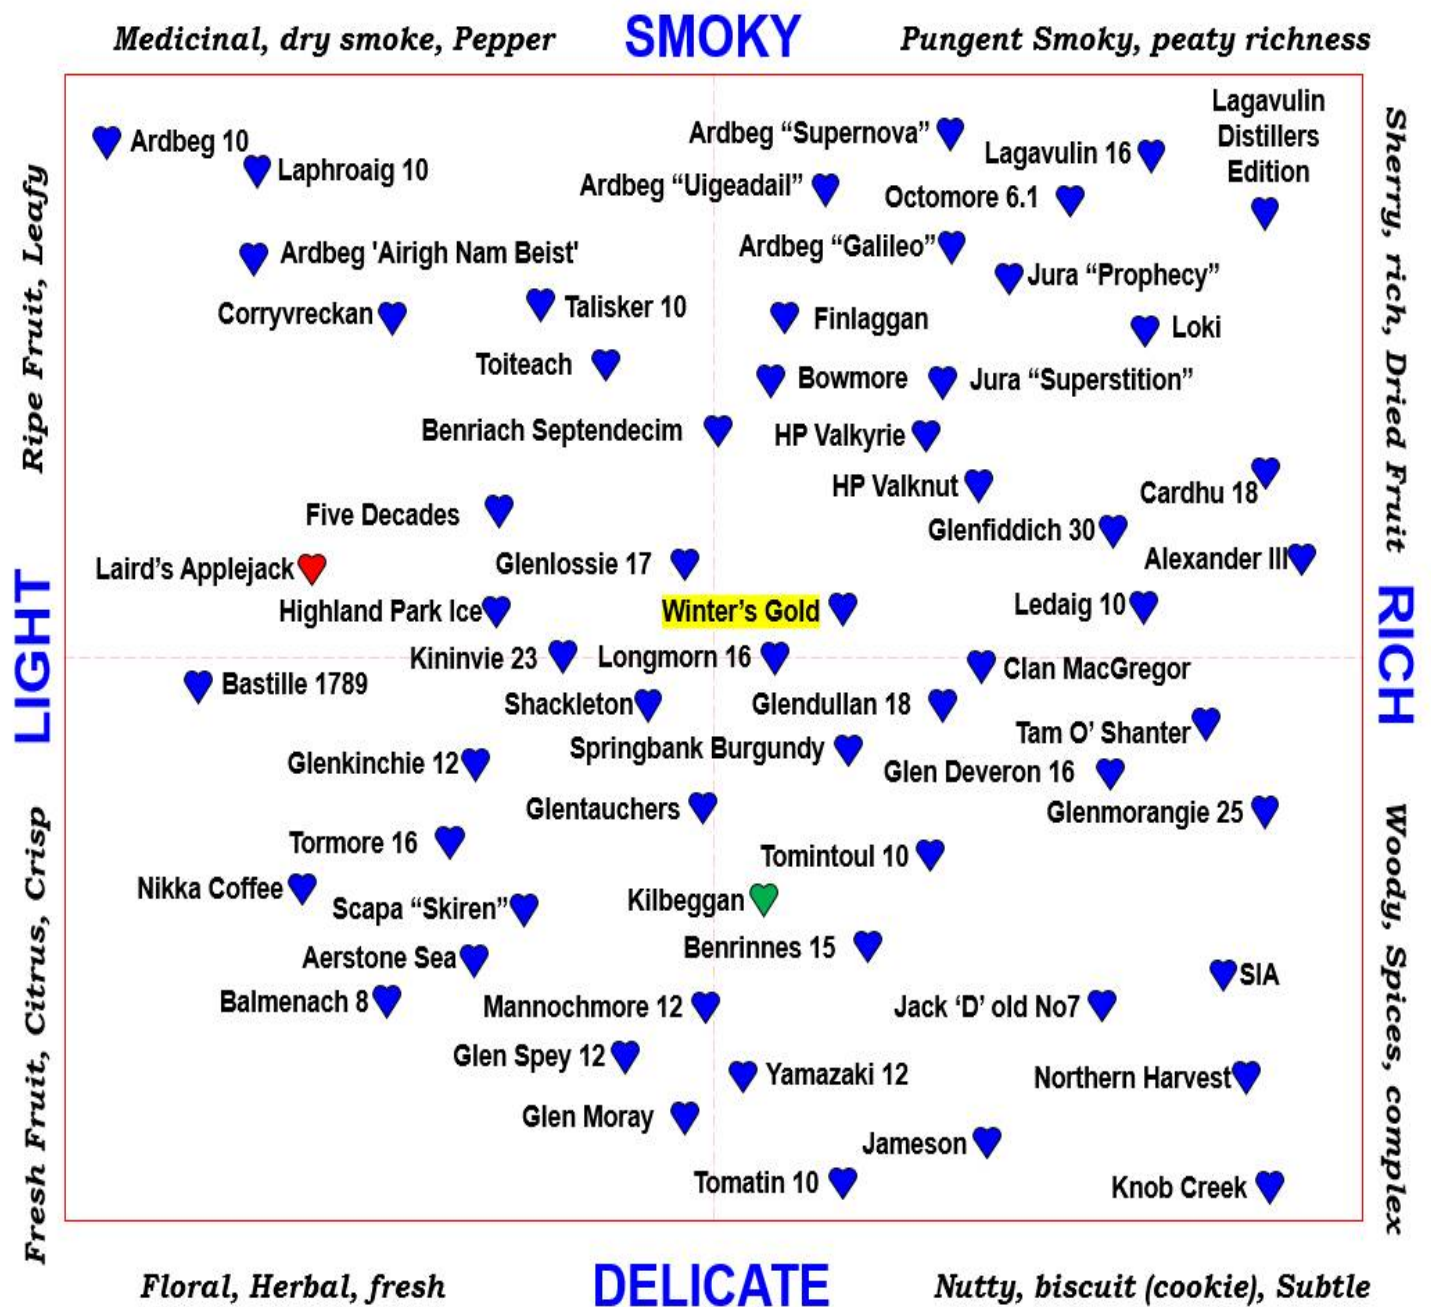 Medicinal, dry smoke, Pepper
SMOKY
Pungent Smoky, peaty richness
Ripe Fruit, Leafy
LIGHT
Fresh Fruit, Citrus, Crisp
Sherry, rich, Dried Fruit
RICH
Woody, Spices, complex
Lagavulin
Distillers
Edition
Ardbeg 10
Ardbeg “Supernova”
Lagavulin 16
Laphroaig 10
Ardbeg “Uigeadail”
Octomore 6.1
Ardbeg 'Airigh Nam Beist'
Ardbeg “Galileo”
Jura “Prophecy”
Corryvreckan
Talisker 10
Finlaggan
Loki
Toiteach
Bowmore
Jura “Superstition”
Benriach Septendecim
HP Valkyrie
HP Valknut
Cardhu 18
Five Decades
Glenfiddich 30
Laird’s Applejack
Glenlossie 17
Alexander III
Highland Park Ice
Winter’s Gold
Ledaig 10
Kininvie 23
Longmorn 16
Clan MacGregor
Bastille 1789
Shackleton
Glendullan 18
Tam O’ Shanter
Glenkinchie 12
Springbank Burgundy
Glen Deveron 16
Glentauchers
Glenmorangie 25
Tormore 16
Tomintoul 10
Nikka Coffee
Scapa “Skiren”
Kilbeggan
Benrinnes 15
Aerstone Sea
SIA
Balmenach 8
Mannochmore 12
Jack ‘D’ old No7
Glen Spey 12
Yamazaki 12
Northern Harvest
Glen Moray
Jameson
Tomatin 10
Knob Creek
Floral, Herbal, fresh
DELICATE
Nutty, biscuit (cookie), Subtle